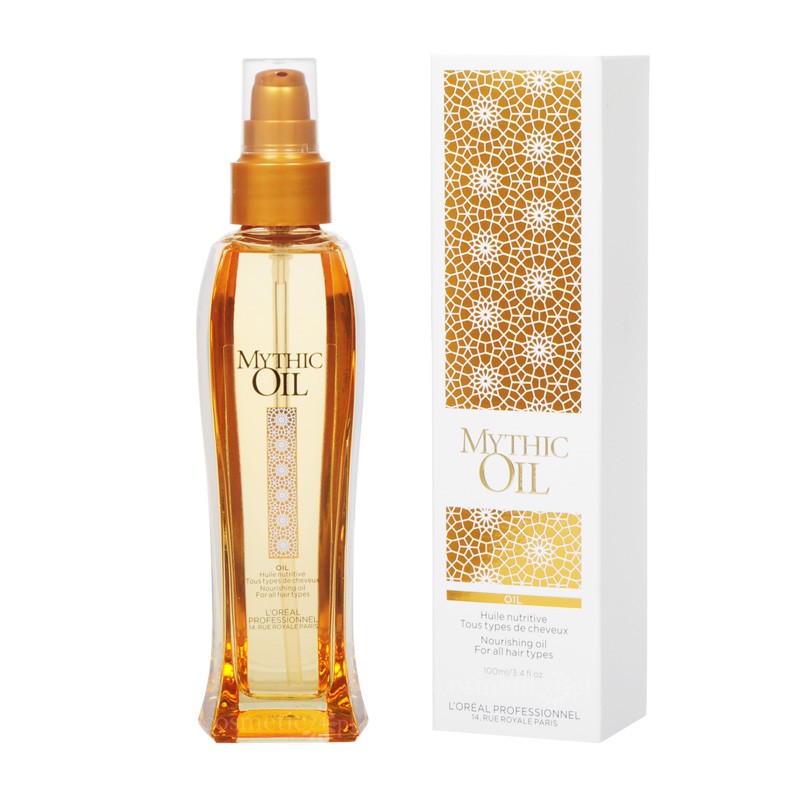 MYTHIC
OIL
OIL
Huile nutritive
Tous types de cheveux
Nourishing oil
For all hair types
L'ORÉAL
PROFESSIONNEL
14, RUE ROYALE PARIS
MYTHIC
OIL
OIL
Huile nutritive
Tous types de cheveux
Nourishing oil
For all hair types
100ml/3.4 fl.oz.
L'ORÉAL PROFESSIONNEL
14, RUE ROYALE PARIS